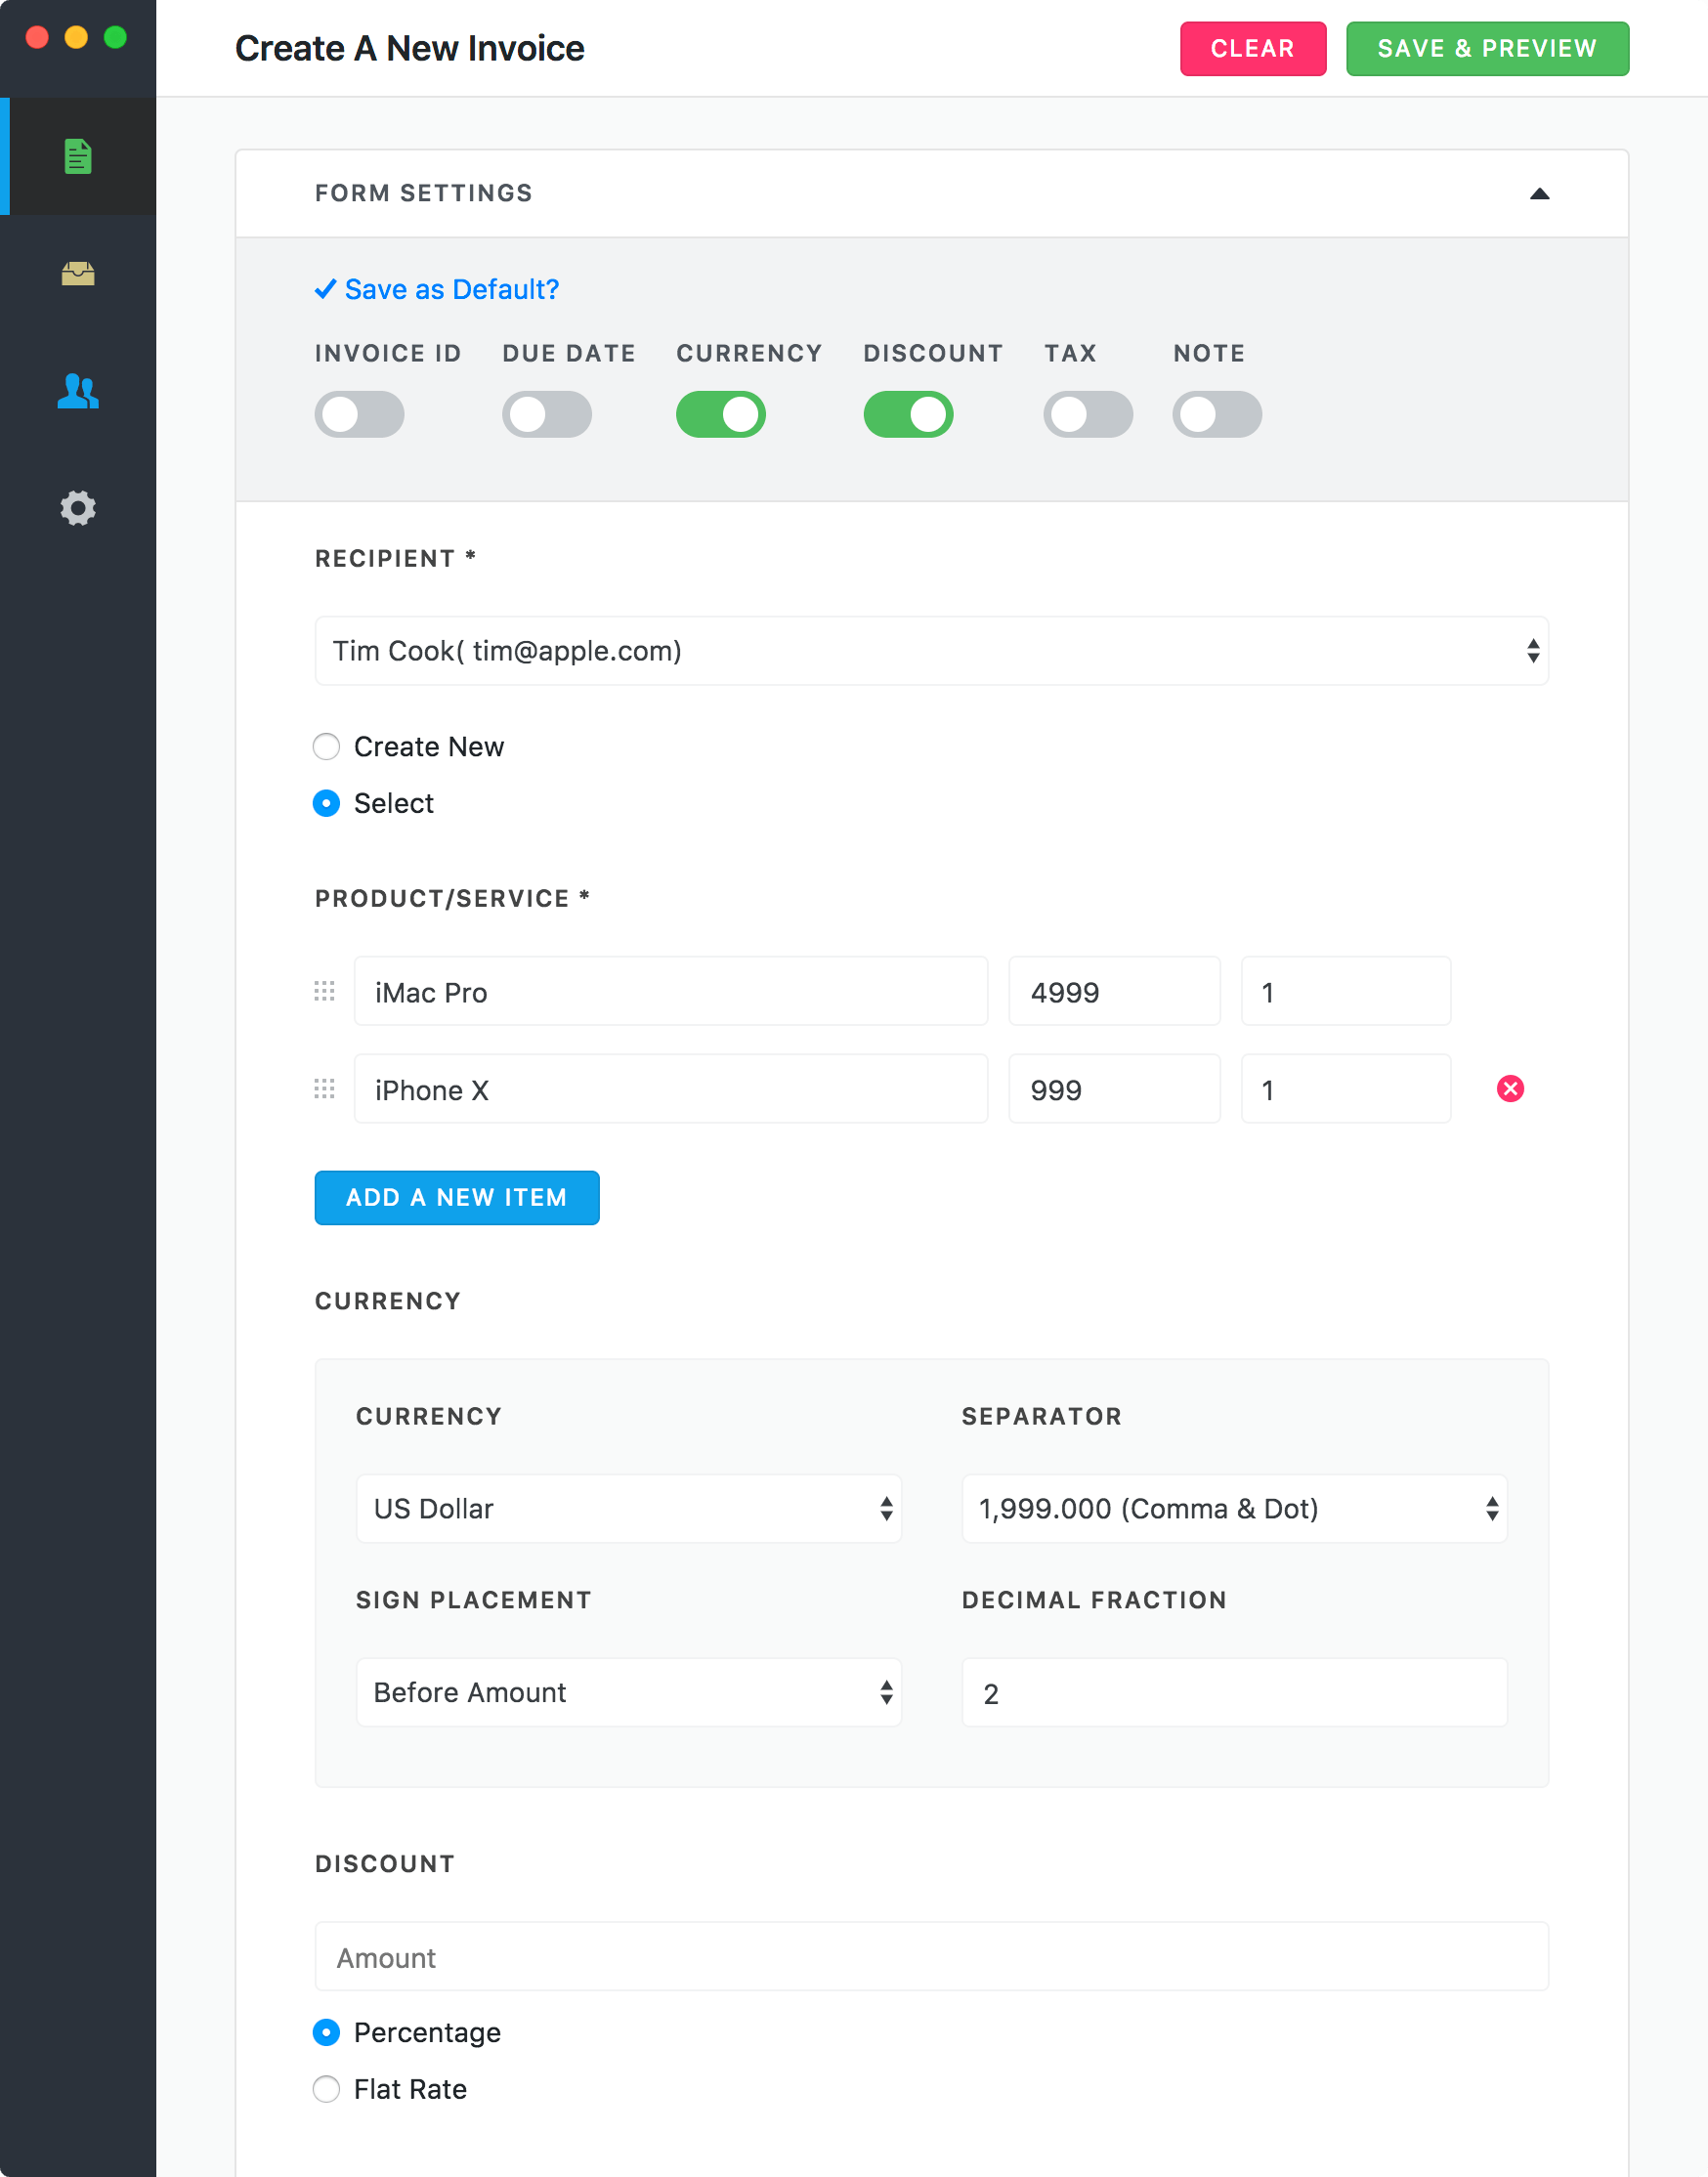 Create A New Invoice
CLEAR
SAVE & PREVIEW
FORM SETTINGS
Save as Default?
INVOICE ID DUE DATE CURRENCY DISCOUNT TAX NOTE
RECIPIENT *
Tim Cook( tim@apple.com)
Create New
Select
PRODUCT/SERVICE *
iMac Pro 4999 1
iPhone X 999 1
ADD A NEW ITEM
CURRENCY
CURRENCY SEPARATOR
US Dollar 1,999.000 (Comma & Dot)
SIGN PLACEMENT DECIMAL FRACTION
Before Amount 2
DISCOUNT
Amount
Percentage
Flat Rate